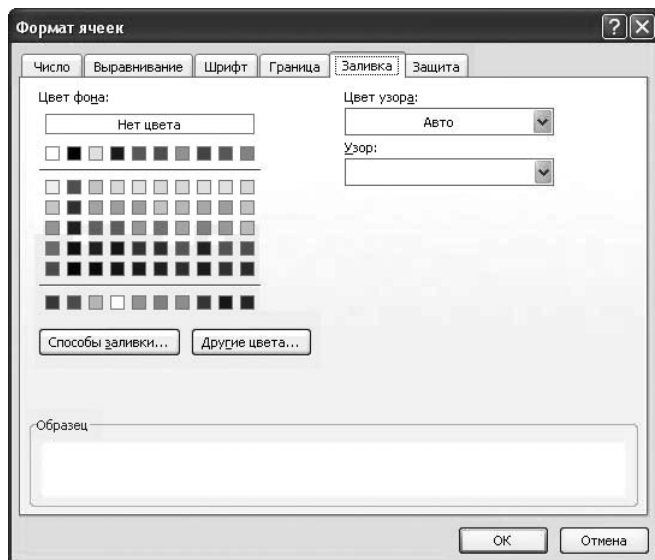 Формат ячеек
Число Выравнивание Шрифт Граница Заливка Защита
Цвет фона:
Нет цвета
Цвет узора:
Авто
Узор:
Способы заливки... Другие цвета...
Образец
ОК Отмена